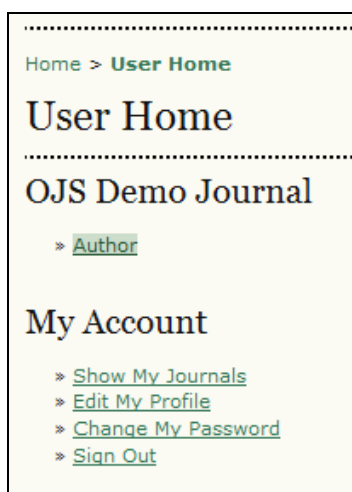 Home > User Home
User Home
OJS Demo Journal
» Author
My Account
» Show My Journals
» Edit My Profile
» Change My Password
» Sign Out